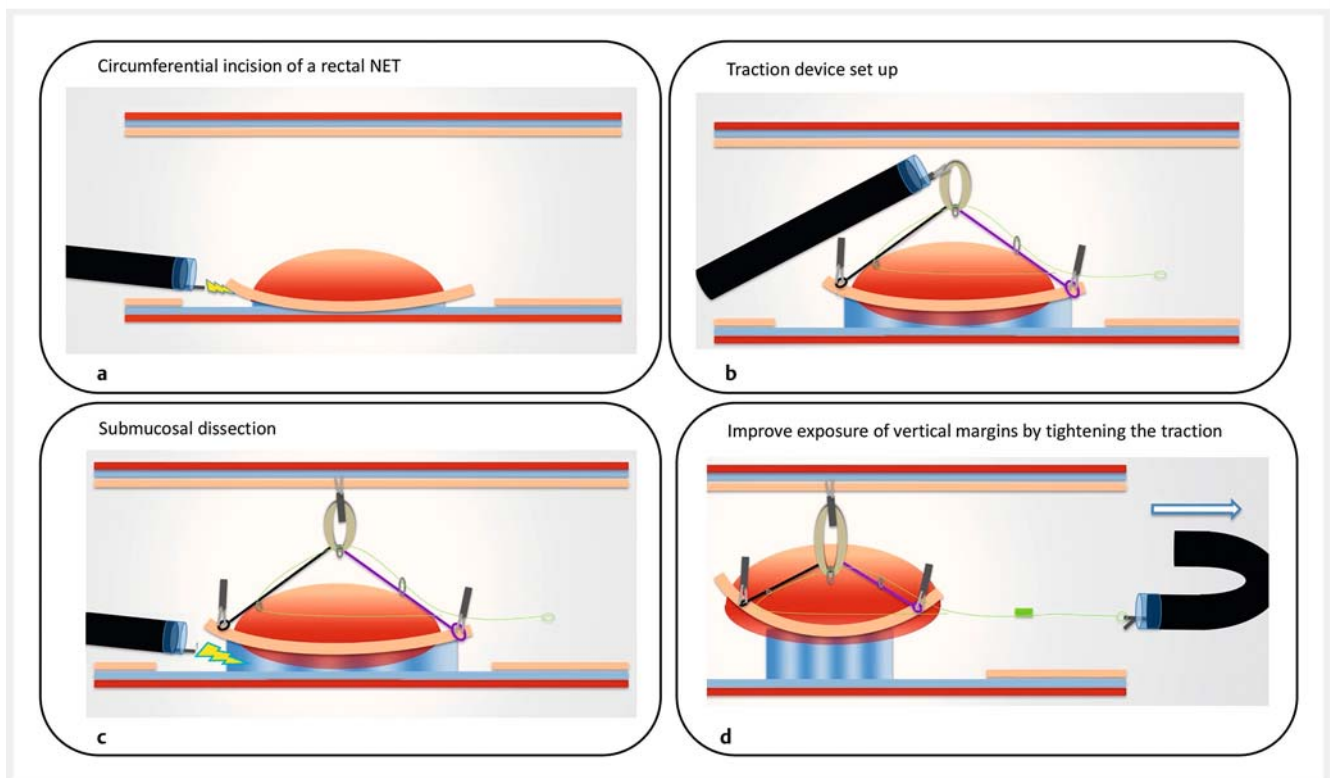 Circumferential incision of a rectal NET
a
Traction device set up
b
Submucosal dissection
c
Improve exposure of vertical margins by tightening the traction
d